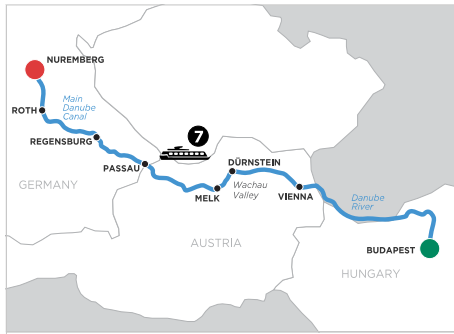 NUREMBERG
7
ROTH
Main
Danube
Canal
REGENSBURG
PASSAU
DÜRNSTEIN
GERMANY
Wachau
Valley
MELK
VIENNA
Danube
River
AUSTRIA
BUDAPEST
HUNGARY